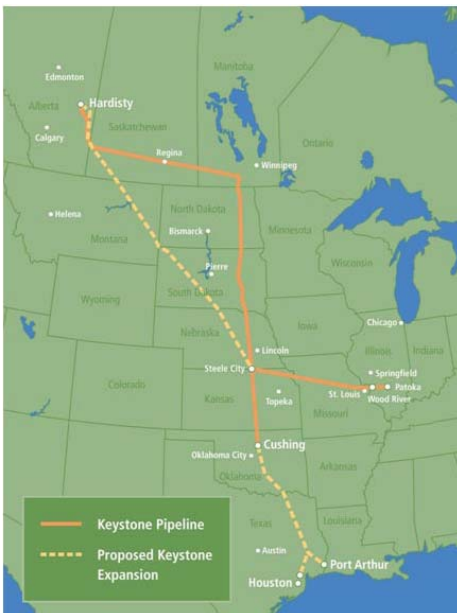 Edmonton
Manitoba
Hardisty
Alberta
Saskatchewan
Calgary
Ontario
Regina
Winnipeg
Helena
North Dakota
Minnesota
Bismarck
Montana
Pierre
Wisconsin
South Dakota
Wyoming
Chicago
Iowa
Nebraska
Lincoln
Illinois
Indiana
Steele City
Springfield
Patoka
St. Louis
Wood River
Colorado
Kansas
Topeka
Missouri
Cushing
Oklahoma City
Oklahoma
Arkansas
Texas
Louisiana
Austin
Port Arthur
Houston
Keystone Pipeline
Proposed Keystone
Expansion